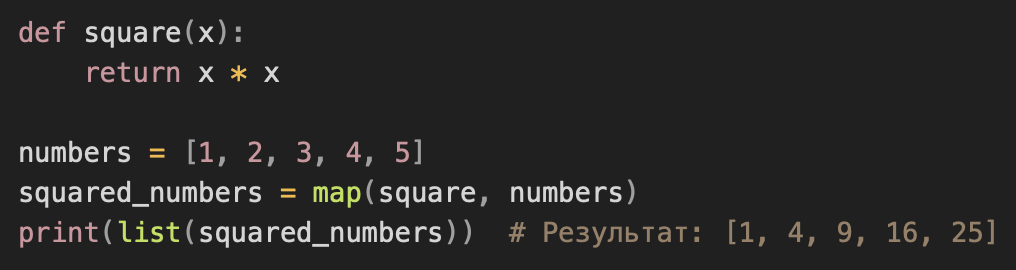 def square(x):
    return x * x
numbers = [1, 2, 3, 4, 5]
squared_numbers = map(square, numbers)
print(list(squared_numbers))  # Результат: [1, 4, 9, 16, 25]